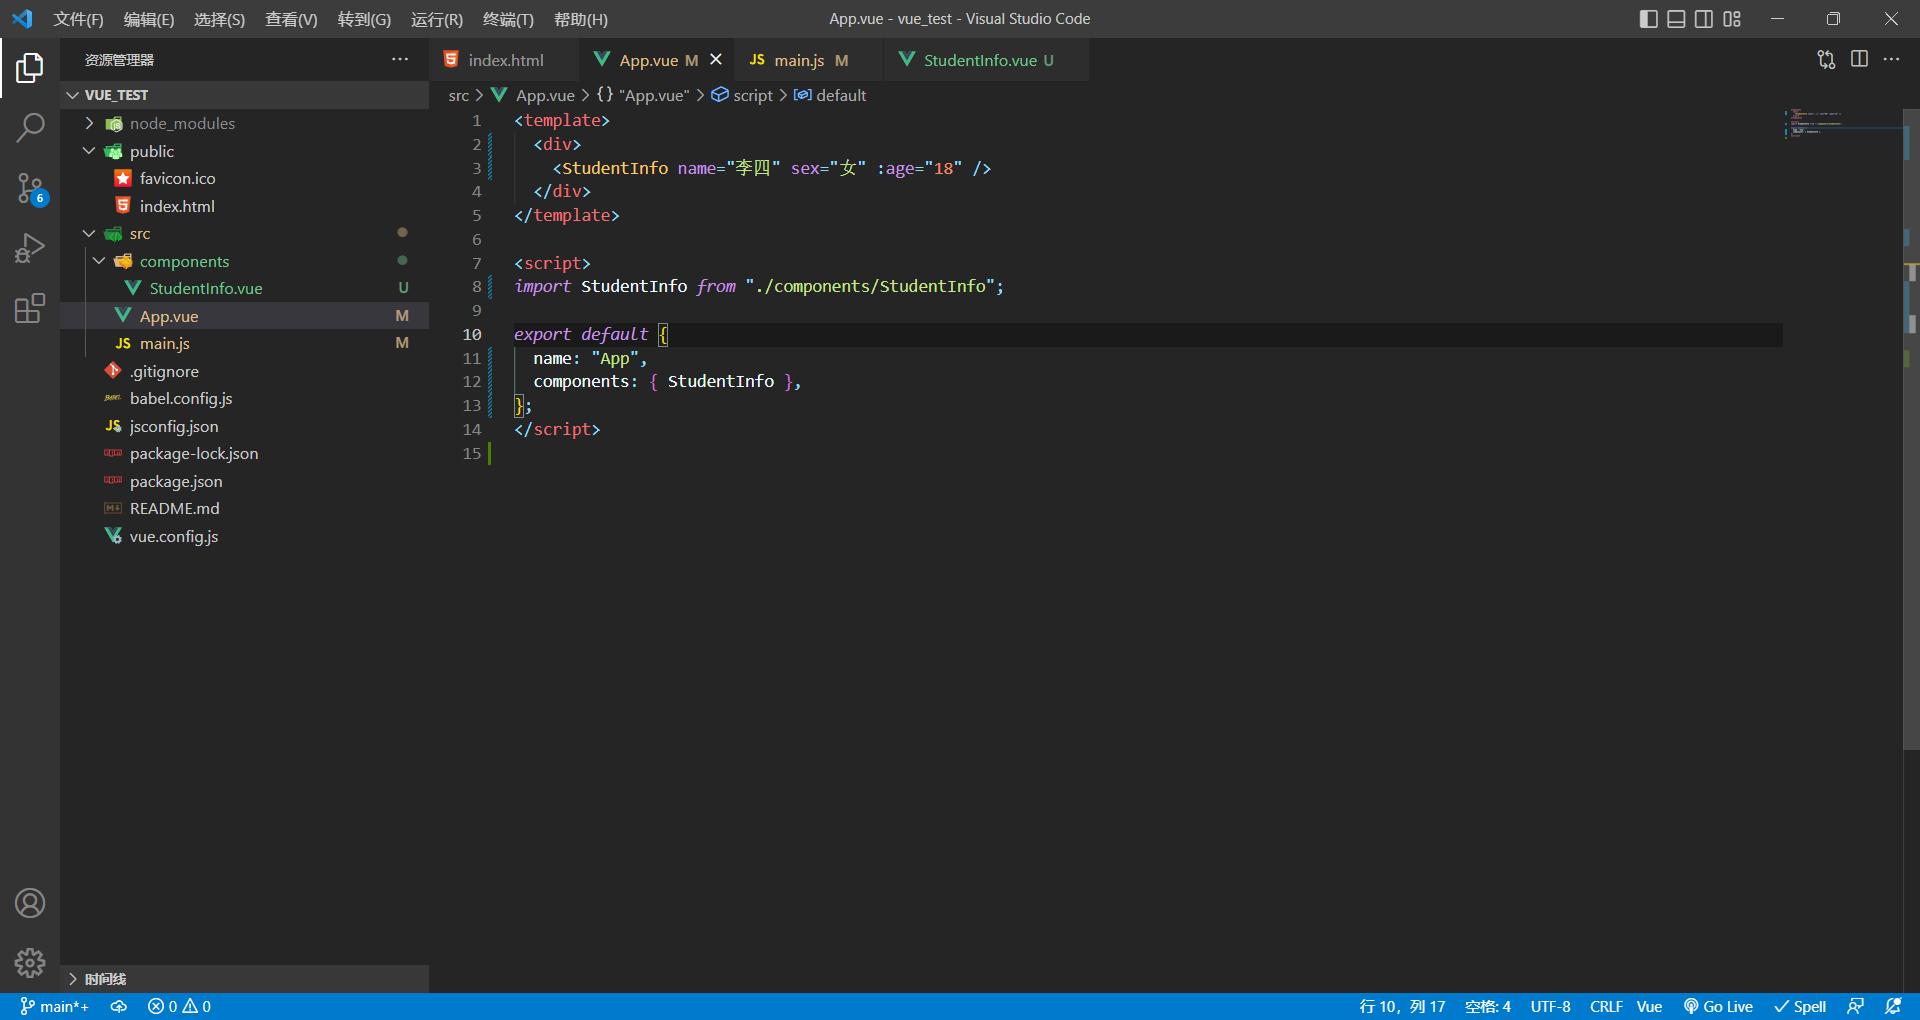 文件(F) 编辑(E) 选择(S) 查看(V) 转到(G) 运行(R) 终端(T) 帮助(H) App.vue - vue_test - Visual Studio Code
资源管理器 ···
VUE_TEST
node_modules
public
favicon.ico
index.html
src
components
StudentInfo.vue U
App.vue M
JS main.js M
.gitignore
babel.config.js
JS jsconfig.json
package-lock.json
package.json
README.md
vue.config.js
时间线
6
index.html App.vue M JS main.js M StudentInfo.vue U
src > App.vue > {} "App.vue" > script > default
1 <template>
2 <div>
3 <StudentInfo name="李四" sex="女" :age="18" />
4 </div>
5 </template>
6
7 <script>
8 import StudentInfo from "./components/StudentInfo";
9
10 export default {
11 name: "App",
12 components: { StudentInfo },
13 };
14 </script>
15
main*+ 0 0 行 10，列 17 空格: 4 UTF-8 CRLF Vue Go Live Spell